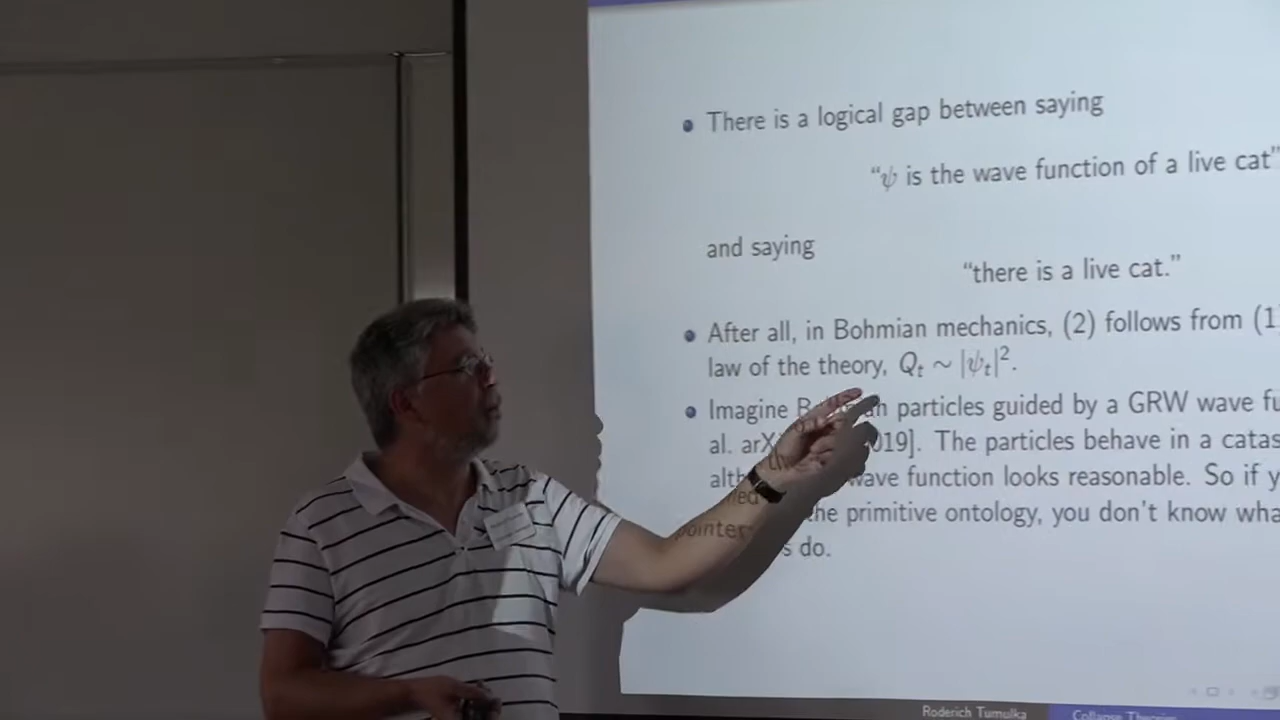 There is a logical gap between saying
“ψ is the wave function of a live cat”
and saying
“there is a live cat.”
After all, in Bohmian mechanics, (2) follows from (1
law of the theory, Qₜ ∼ |ψₜ|².
Imagine particles guided by a GRW wave fu
al. 019]. The particles behave in a catas
wave function looks reasonable. So if y
the primitive ontology, you don't know wha
pointer s do.
Roderich Tumulka Collapse Theories